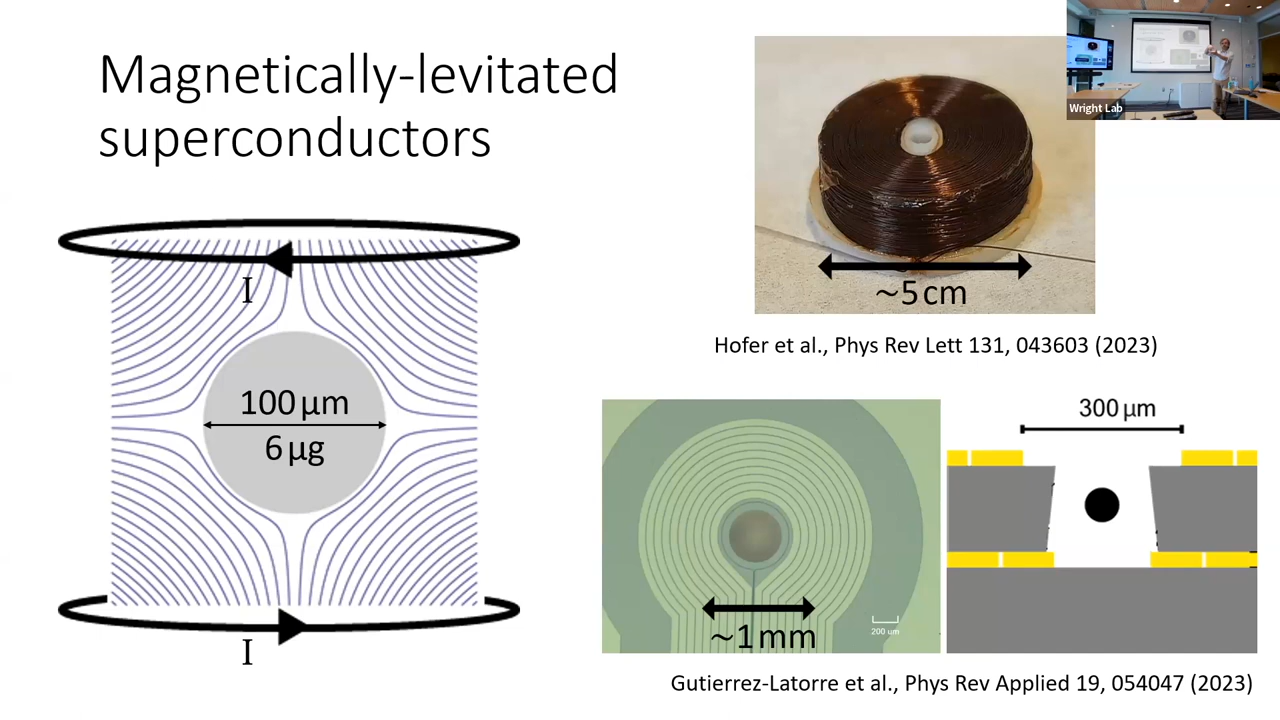 Magnetically-levitated
superconductors
I
100 µm
6 µg
I
~5 cm
Wright Lab
Hofer et al., Phys Rev Lett 131, 043603 (2023)
~1 mm
200 um
300 µm
Gutierrez-Latorre et al., Phys Rev Applied 19, 054047 (2023)